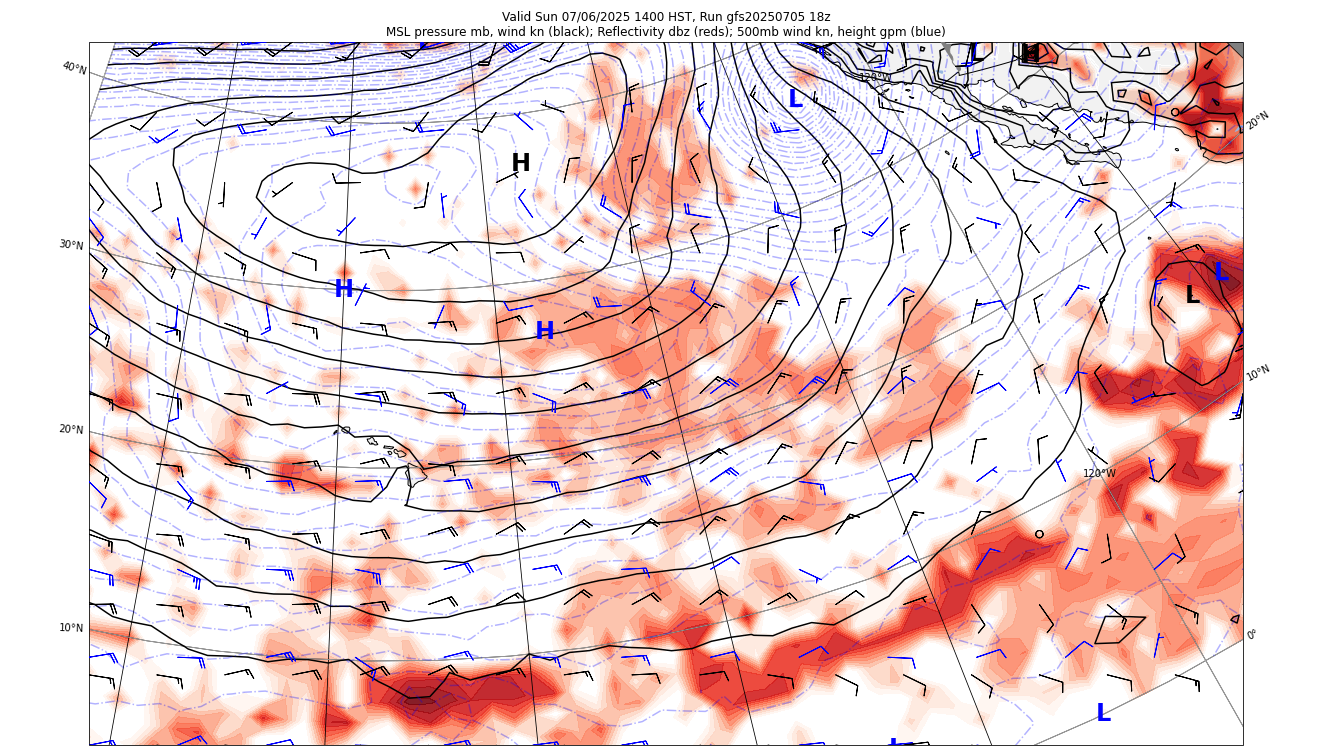 Valid Sun 07/06/2025 1400 HST, Run gfs20250705 18z
MSL pressure mb, wind kn (black); Reflectivity dbz (reds); 500mb wind kn, height gpm (blue)
L H
40°N
120°W
L
20°N
H
30°N
L
H
L
H
10°N
20°N
120°W
10°N
0°
L
L